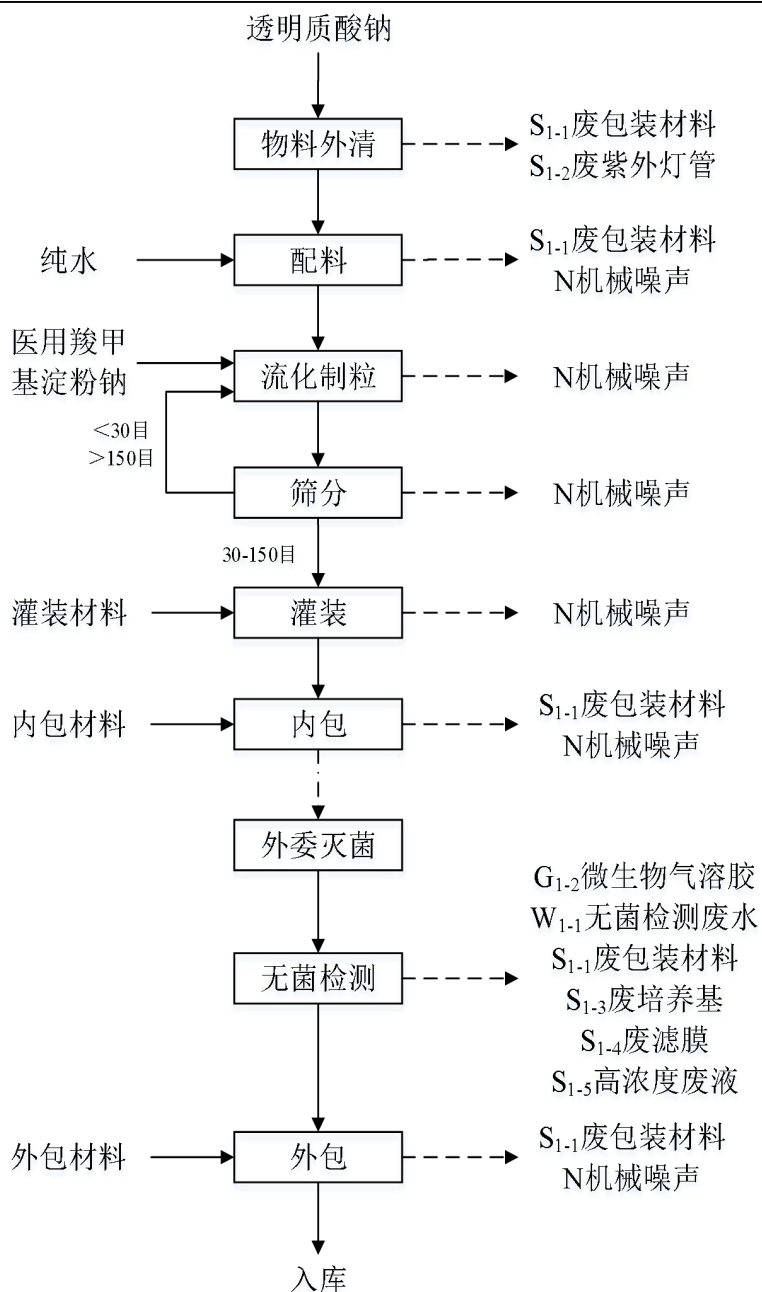 透明质酸钠
物料外清
S1-1废包装材料
S1-2废紫外灯管
纯水
配料
S1-1废包装材料
N机械噪声
医用羧甲
基淀粉钠
流化制粒
N机械噪声
<30目
>150目
筛分
N机械噪声
30-150目
灌装材料
灌装
N机械噪声
内包材料
内包
S1-1废包装材料
N机械噪声
外委灭菌
无菌检测
G1-2微生物气溶胶
W1-1无菌检测废水
S1-1废包装材料
S1-3废培养基
S1-4废滤膜
S1-5高浓度废液
外包材料
外包
S1-1废包装材料
N机械噪声
入库